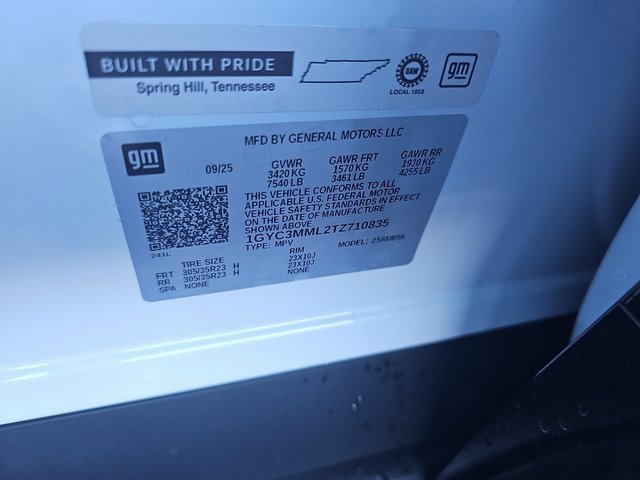 BUILT WITH PRIDE
Spring Hill, Tennessee
UAW
LOCAL 1853
gm
gm
MFD BY GENERAL MOTORS LLC
09/25 GVWR GAWR FRT GAWR RR
3420 KG 1570 KG 1930 KG
7540 LB 3461 LB 4255 LB
THIS VEHICLE CONFORMS TO ALL
APPLICABLE U.S. FEDERAL MOTOR
VEHICLE SAFETY STANDARDS IN EFFECT
ON THE DATE OF MANUFACTURE
SHOWN ABOVE
1GYC3MML2TZ710835
TYPE: MPV MODEL: 256MB56
241L
TIRE SIZE RIM
FRT 305/35R23 H 23X10J
RR 305/35R23 H 23X10J
SPA NONE NONE